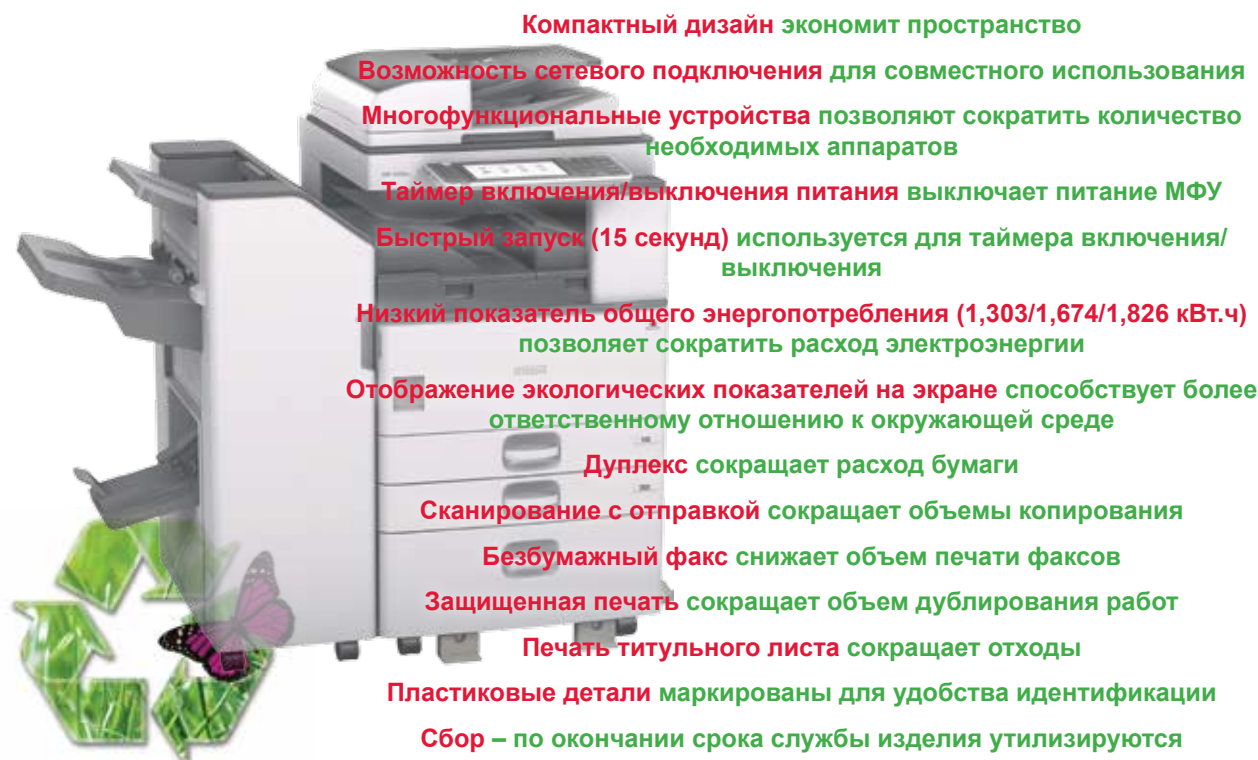 Компактный дизайн экономит пространство
Возможность сетевого подключения для совместного использования
Многофункциональные устройства позволяют сократить количество
необходимых аппаратов
Таймер включения/выключения питания выключает питание МФУ
Быстрый запуск (15 секунд) используется для таймера включения/
выключения
Низкий показатель общего энергопотребления (1,303/1,674/1,826 кВт.ч)
позволяет сократить расход электроэнергии
Отображение экологических показателей на экране способствует более
ответственному отношению к окружающей среде
Дуплекс сокращает расход бумаги
Сканирование с отправкой сокращает объемы копирования
Безбумажный факс снижает объем печати факсов
Защищенная печать сокращает объем дублирования работ
Печать титульного листа сокращает отходы
Пластиковые детали маркированы для удобства идентификации
Сбор – по окончании срока службы изделия утилизируются